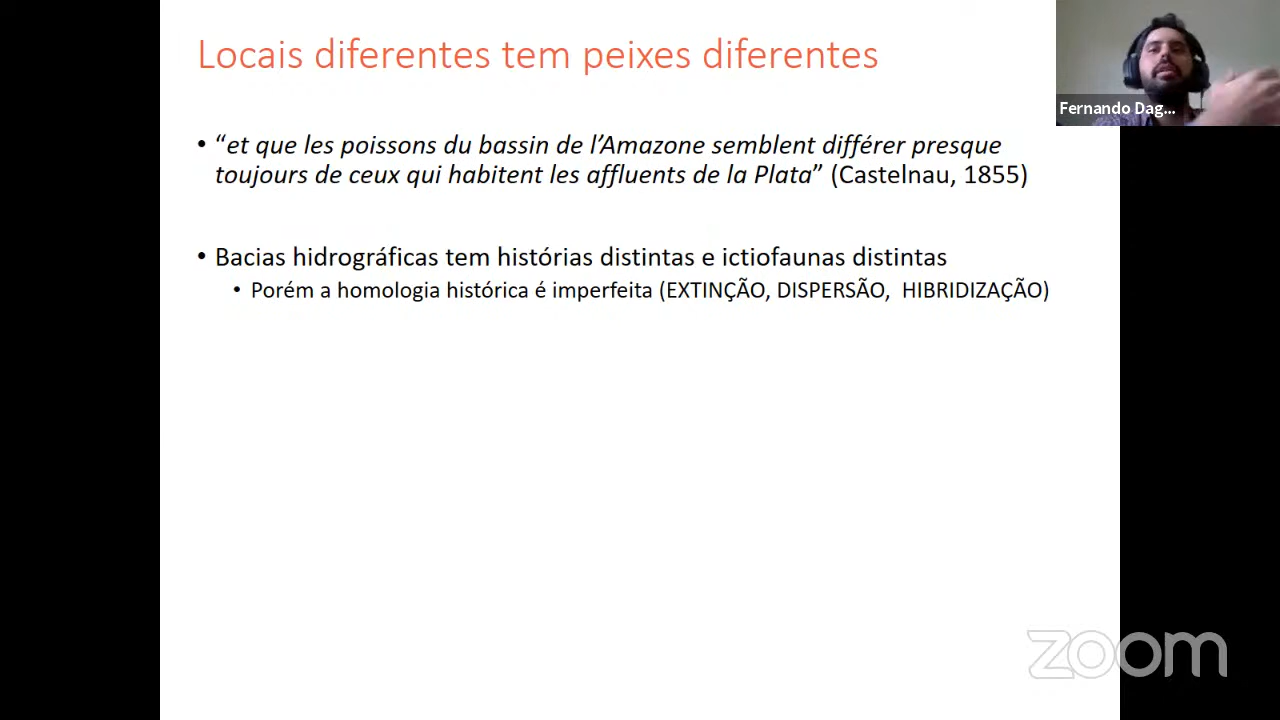 Locais diferentes tem peixes diferentes
Fernando Dag...
• “et que les poissons du bassin de l’Amazone semblent différer presque
toujours de ceux qui habitent les affluents de la Plata” (Castelnau, 1855)
• Bacias hidrográficas tem histórias distintas e ictiofaunas distintas
• Porém a homologia histórica é imperfeita (EXTINÇÃO, DISPERSÃO, HIBRIDIZAÇÃO)
zoom